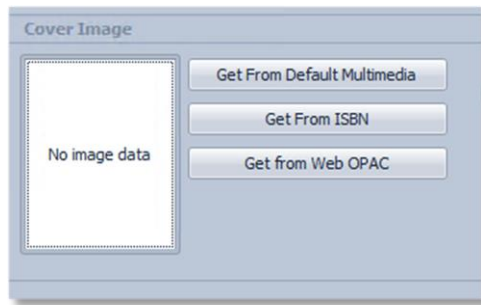 Cover Image
Get From Default Multimedia
Get From ISBN
No image data
Get from Web OPAC